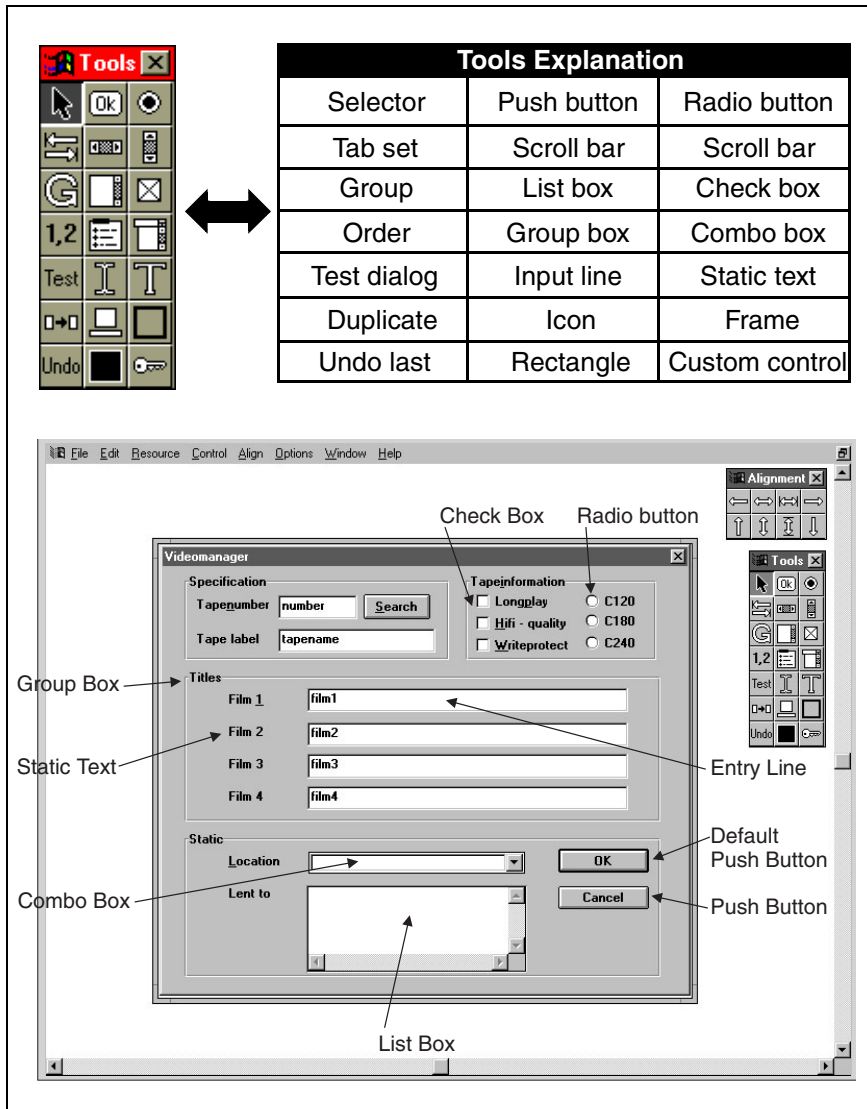 Tools
Ok
G
1,2
Test I T
Undo
Tools Explanation
Selector Push button Radio button
Tab set Scroll bar Scroll bar
Group List box Check box
Order Group box Combo box
Test dialog Input line Static text
Duplicate Icon Frame
Undo last Rectangle Custom control
File Edit Resource Control Align Options Window Help
Alignment
Check Box Radio button
Tools
Ok
G
1,2
Test I T
Undo
Videomanager
Specification
Tapenumber number Search
Tape label tapename
Tapeinformation
Longplay C120
Hifi - quality C180
Writeprotect C240
Group Box
Titles
Film 1 film1
Film 2 film2
Static Text
Film 3 film3
Entry Line
Film 4 film4
Static
Location OK
Default
Push Button
Combo Box
Lent to Cancel
Push Button
List Box